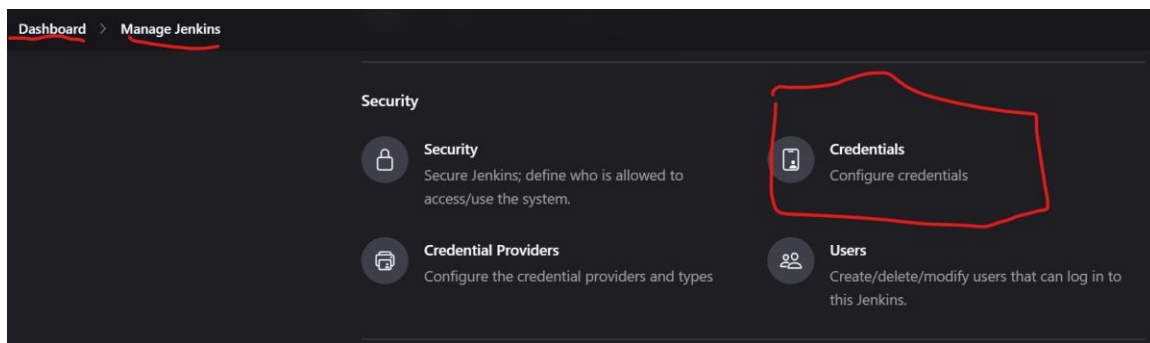 Dashboard > Manage Jenkins
Security
Security
Secure Jenkins; define who is allowed to
access/use the system.
Credentials
Configure credentials
Credential Providers
Configure the credential providers and types
Users
Create/delete/modify users that can log in to
this Jenkins.